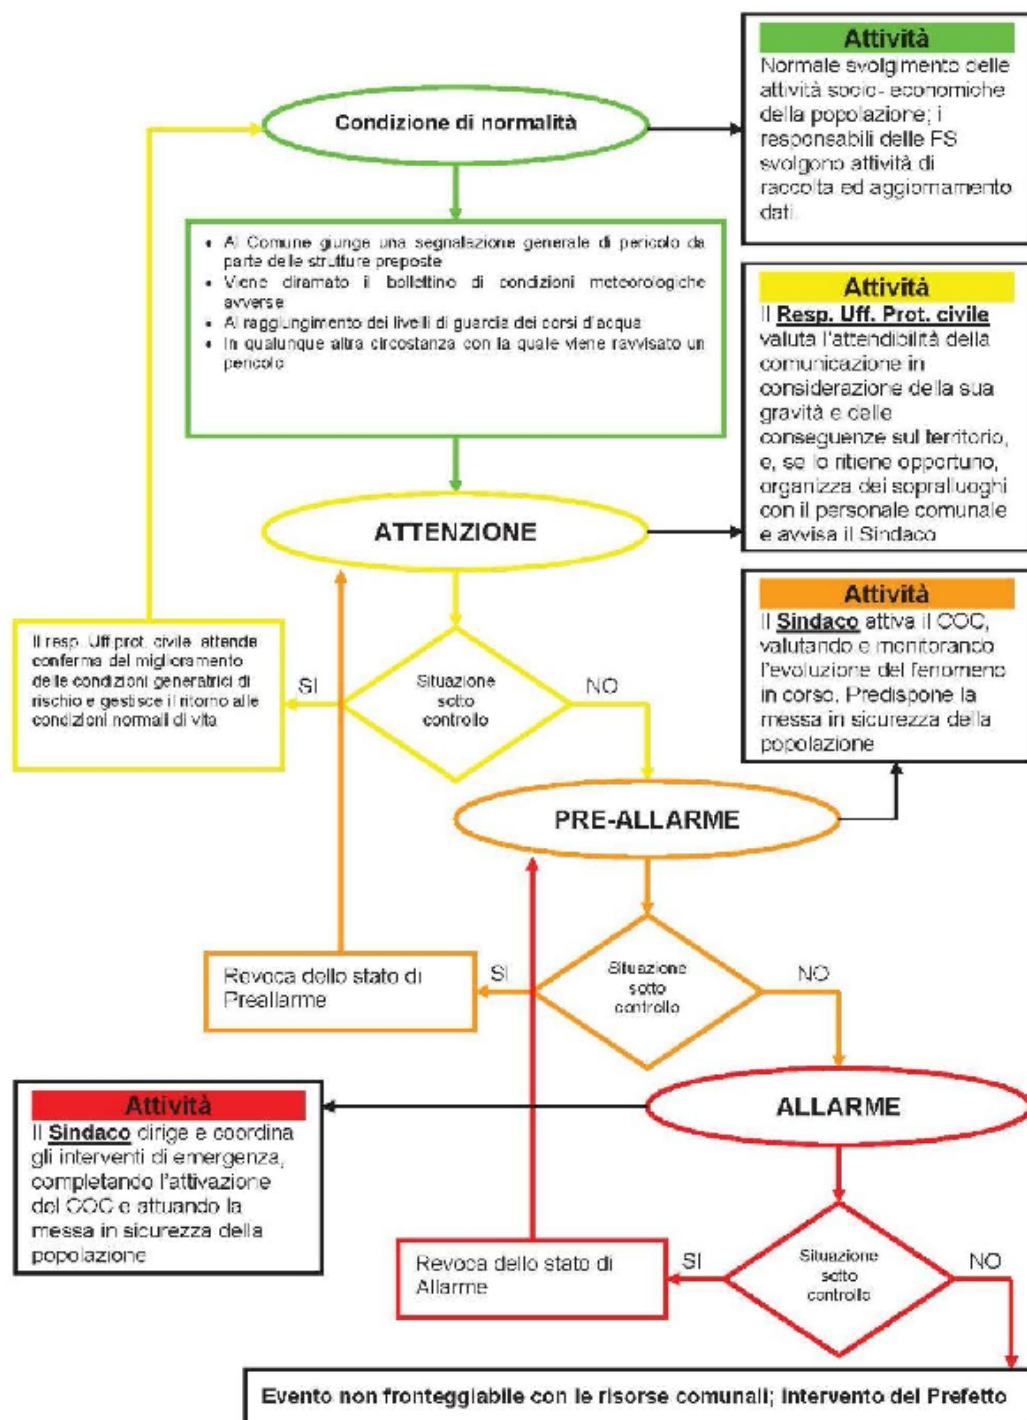 Attività
Normale svolgimento delle
attività socio- economiche
della popolazione; i
responsabili delle FS
svolgono attività di
raccolta ed aggiornamento
dati.
Condizione di normalità
• Al Comune giunge una segnalazione generale di pericolo da
parte delle strutture preposte
• Viene diramato il bollettino di condizioni meteorologiche
avverse
• Al raggiungimento dei livelli di guardia dei corsi d'acqua
• In qualunque altra circostanza con la quale viene ravvisato un
pericolo
Attività
Il Resp. Uff. Prot. civile
valuta l'attendibilità della
comunicazione in
considerazione della sua
gravità e delle
conseguenze sul territorio,
e, se lo ritiene opportuno,
organizza dei sopralluoghi
con il personale comunale
e avvisa il Sindaco
ATTENZIONE
Attività
Il Sindaco attiva il COC,
valutando e monitorando
l'evoluzione del fenomeno
in corso. Predispone la
messa in sicurezza della
popolazione
Il resp. Uff.prot. civile attende
conferma del miglioramento
delle condizioni generatrici di
rischio e gestisce il ritorno alle
condizioni normali di vita
SI
Situazione
sotto
controllo
NO
PRE-ALLARME
Revoca dello stato di
Preallarme
SI
Situazione
sotto
controllo
NO
ALLARME
Attività
Il Sindaco dirige e coordina
gli interventi di emergenza,
completando l'attivazione
del COC e attuando la
messa in sicurezza della
popolazione
Revoca dello stato di
Allarme
SI
Situazione
sotto
controllo
NO
Evento non fronteggiabile con le risorse comunali; intervento del Prefetto